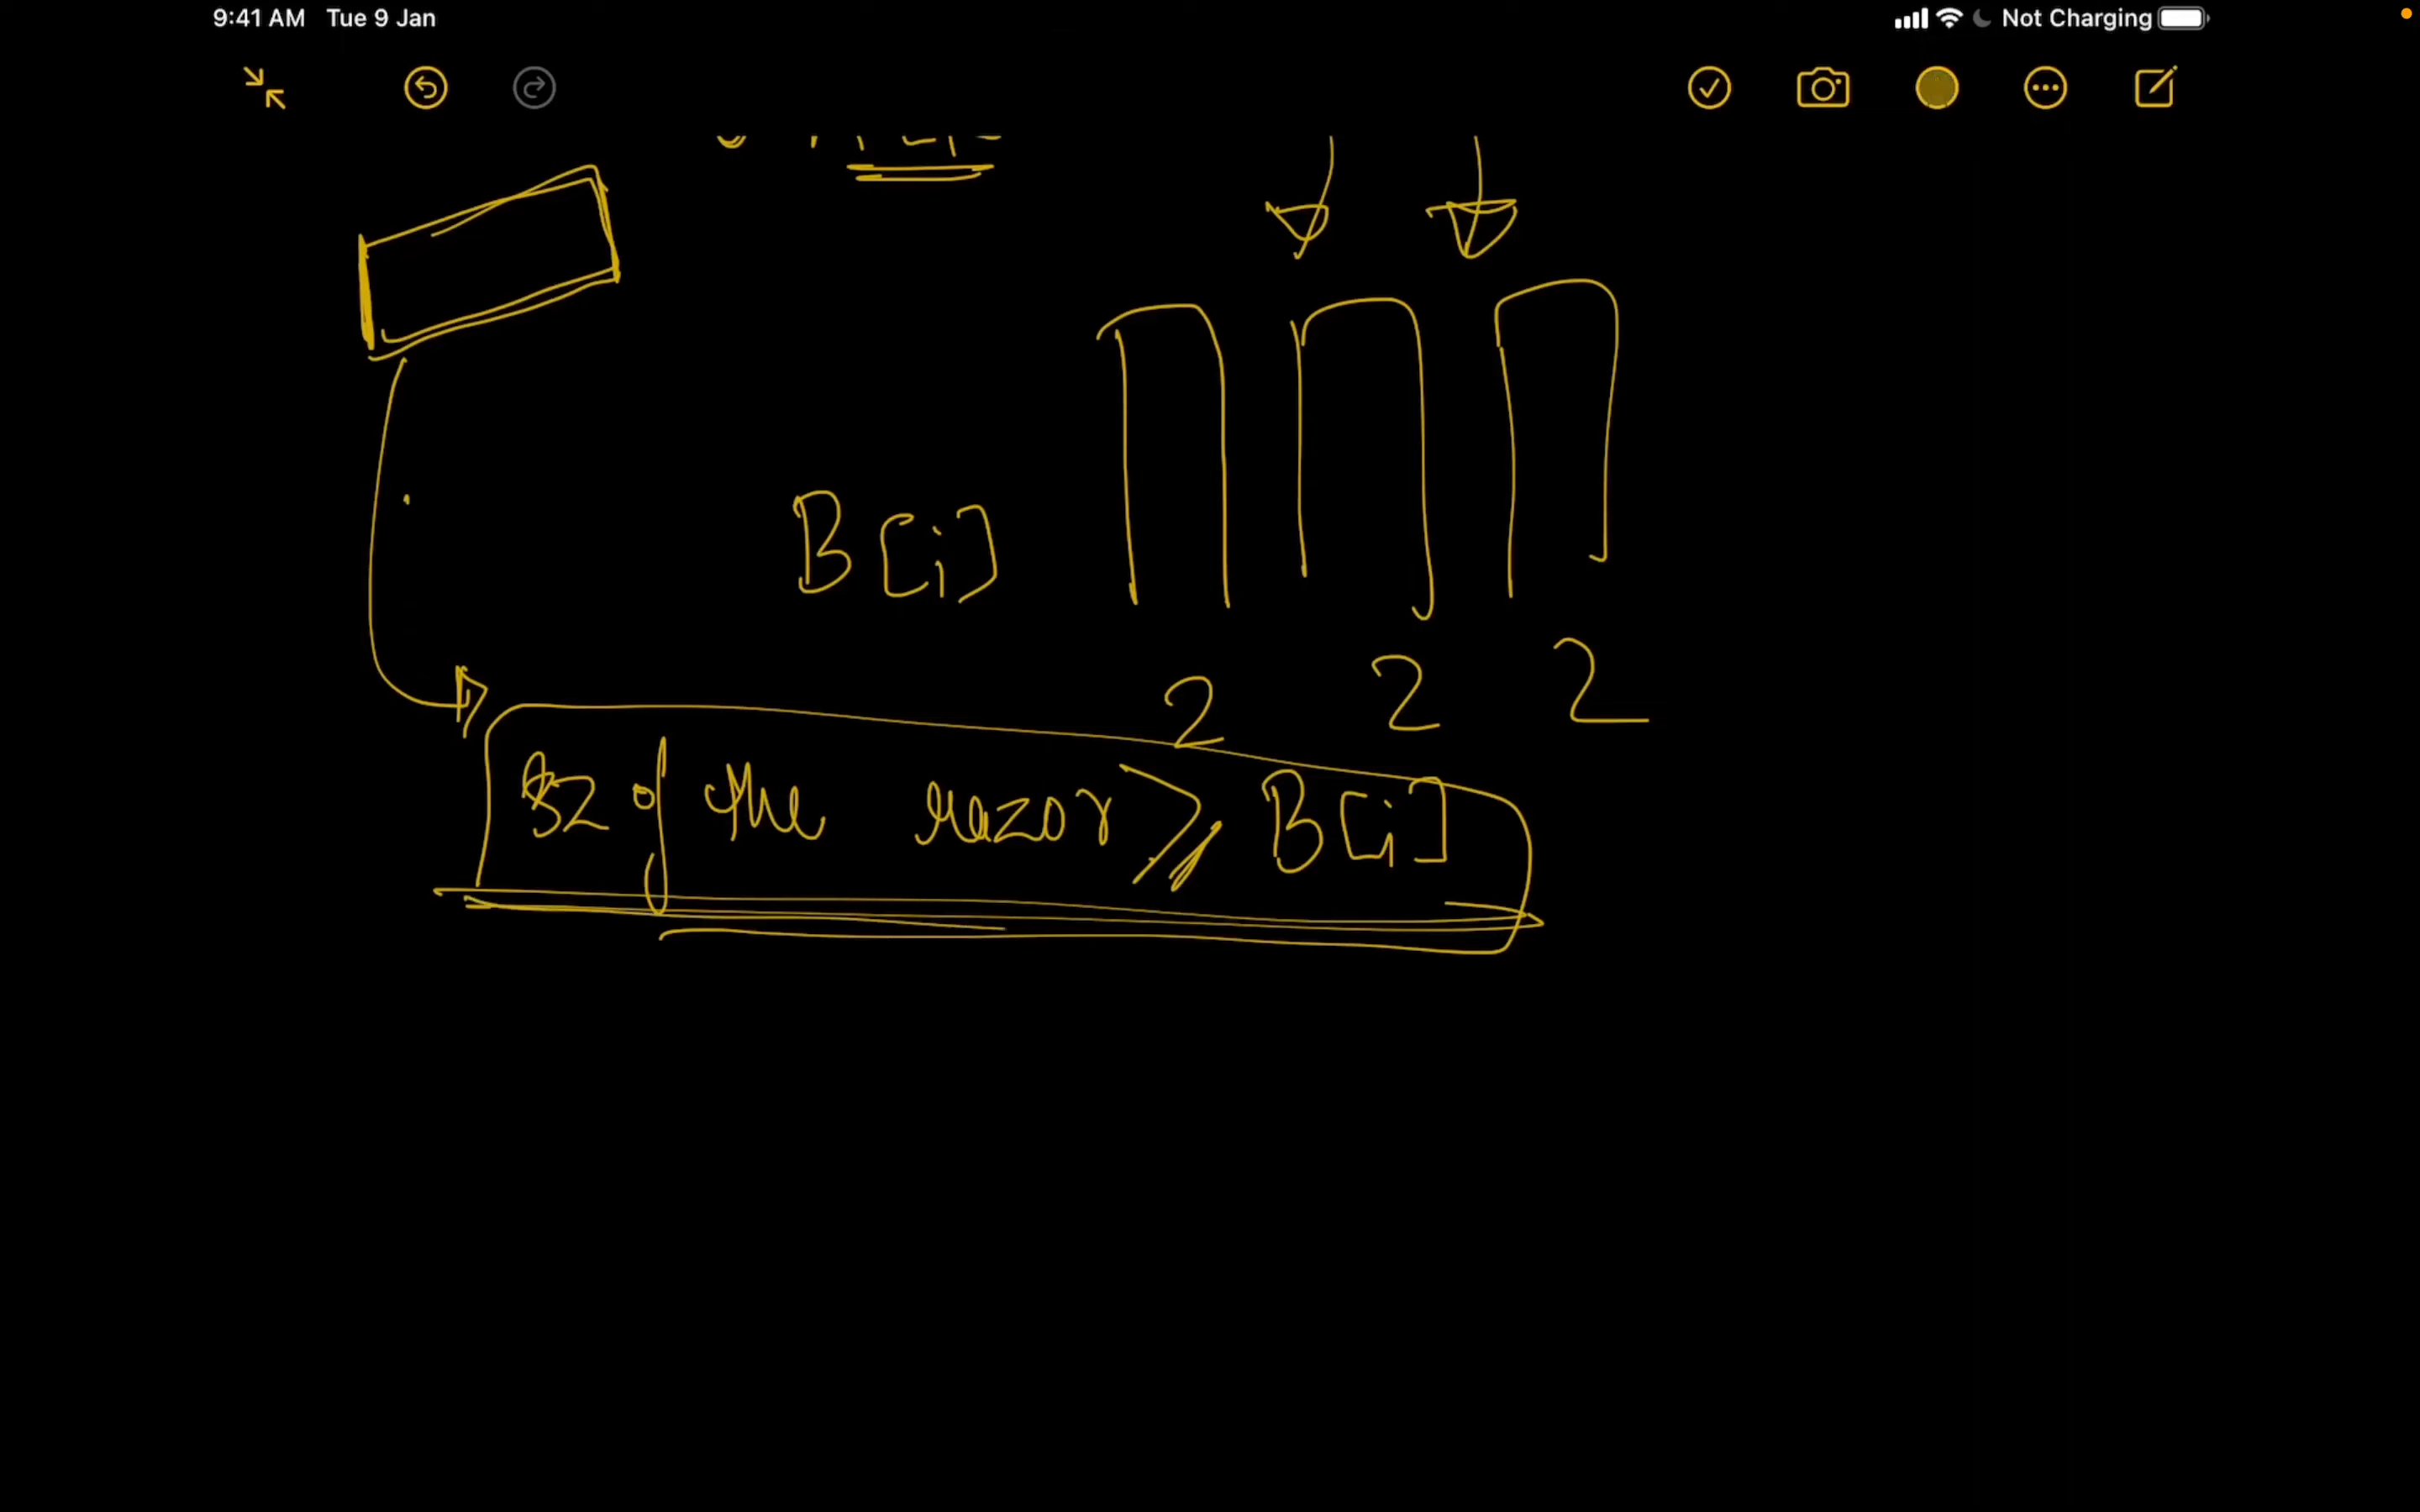 9:41 AM Tue 9 Jan
Not Charging
B[i]
2 2 2
sz of the razor ≥ B[i]